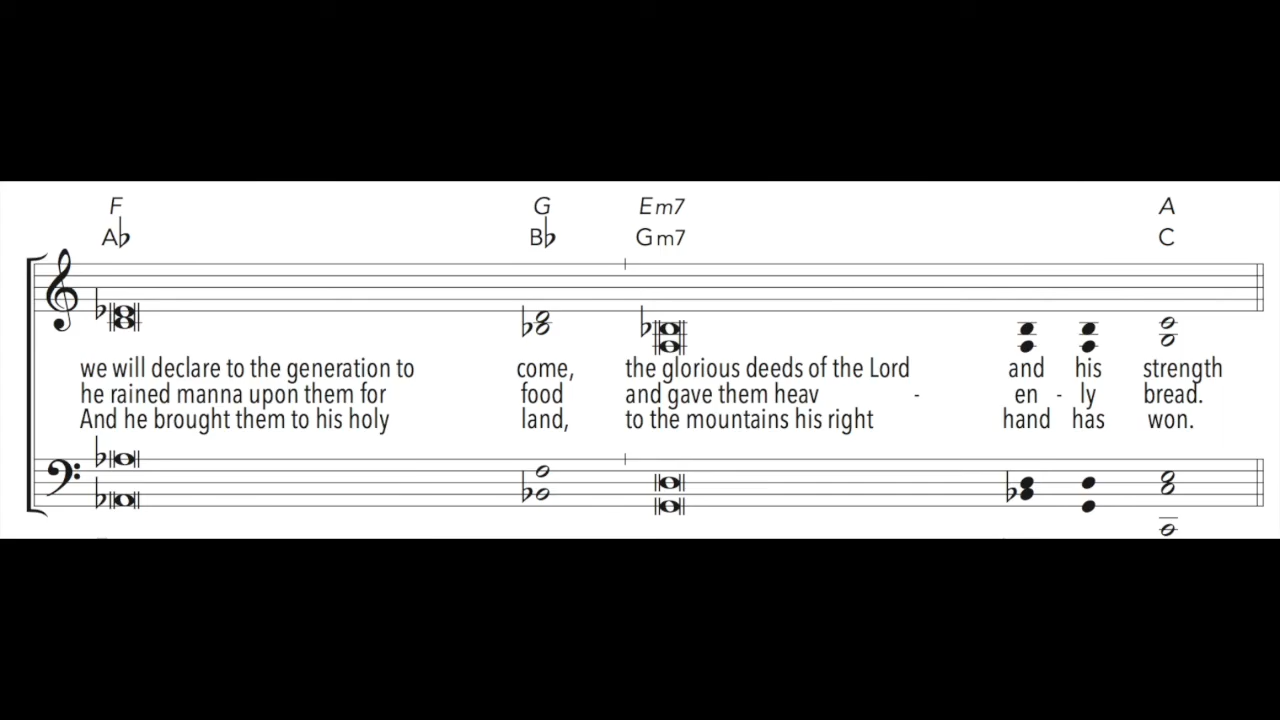 F G Em7 A
A♭ B♭ Gm7 C
we will declare to the generation to come, the glorious deeds of the Lord and his strength
he rained manna upon them for food and gave them heav - en - ly bread.
And he brought them to his holy land, to the mountains his right hand has won.